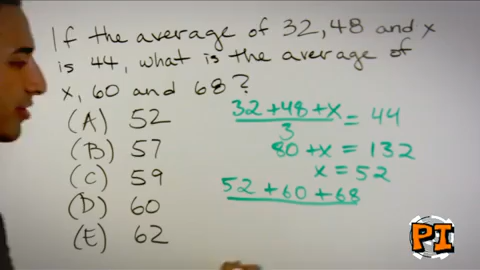 If the average of 32, 48 and x
is 44, what is the average of
x, 60 and 68?
(A) 52
(B) 57
(C) 59
(D) 60
(E) 62
32+48+x = 44
3
80+x = 132
x = 52
52+60+68
PI